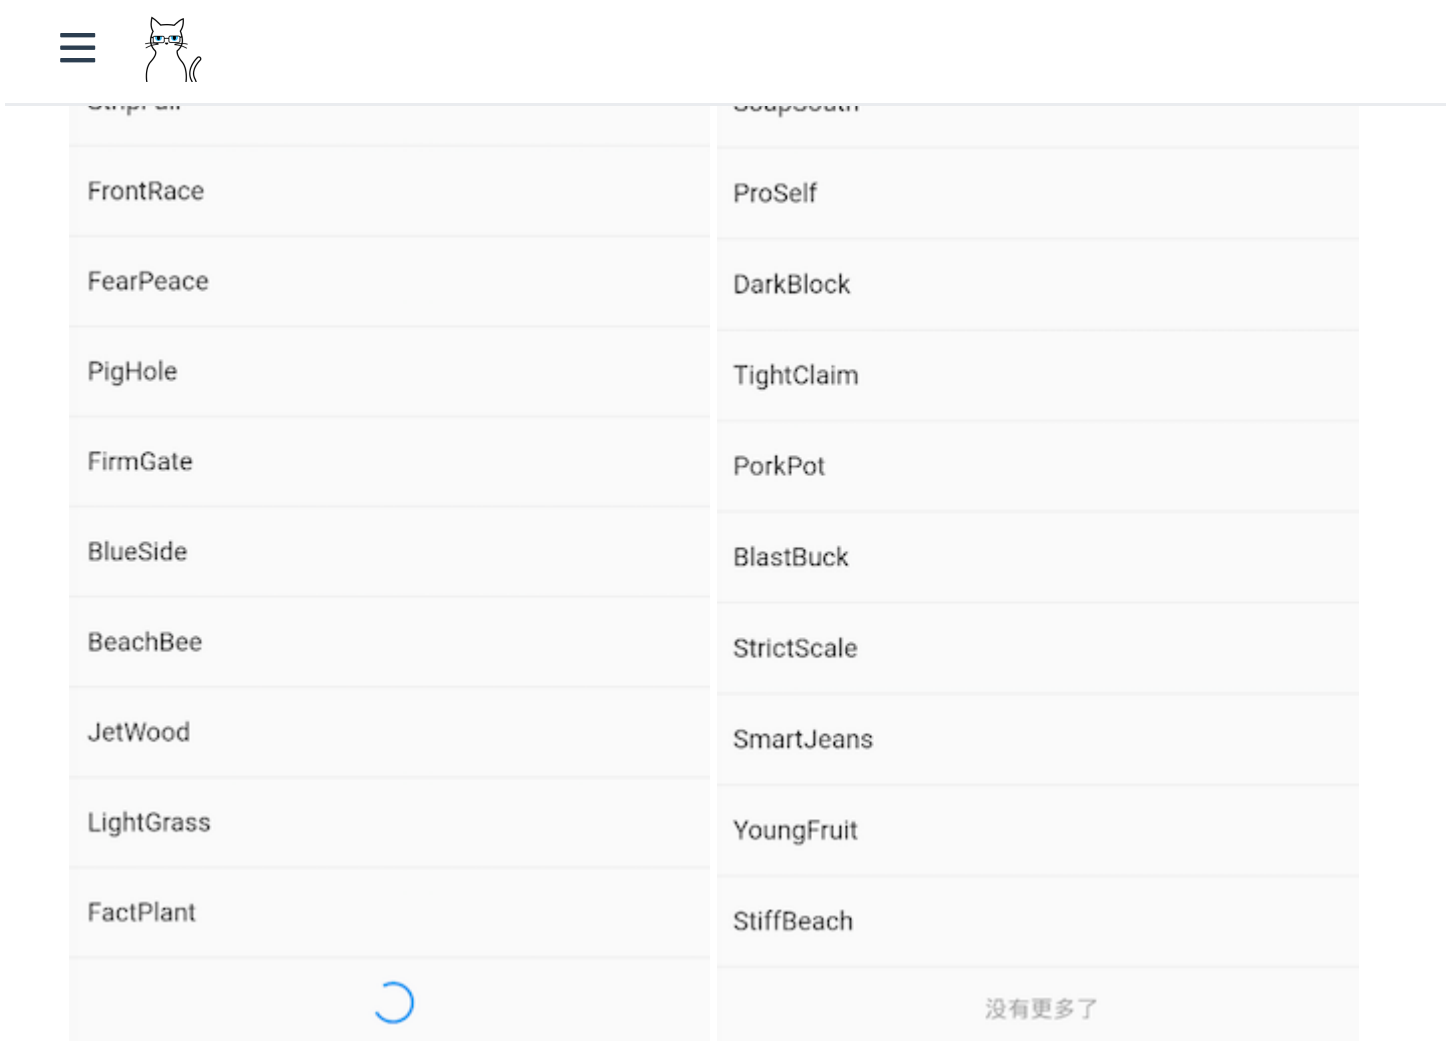 FrontRace
FearPeace
PigHole
FirmGate
BlueSide
BeachBee
JetWood
LightGrass
FactPlant
SoapSouth
ProSelf
DarkBlock
TightClaim
PorkPot
BlastBuck
StrictScale
SmartJeans
YoungFruit
StiffBeach
没有更多了